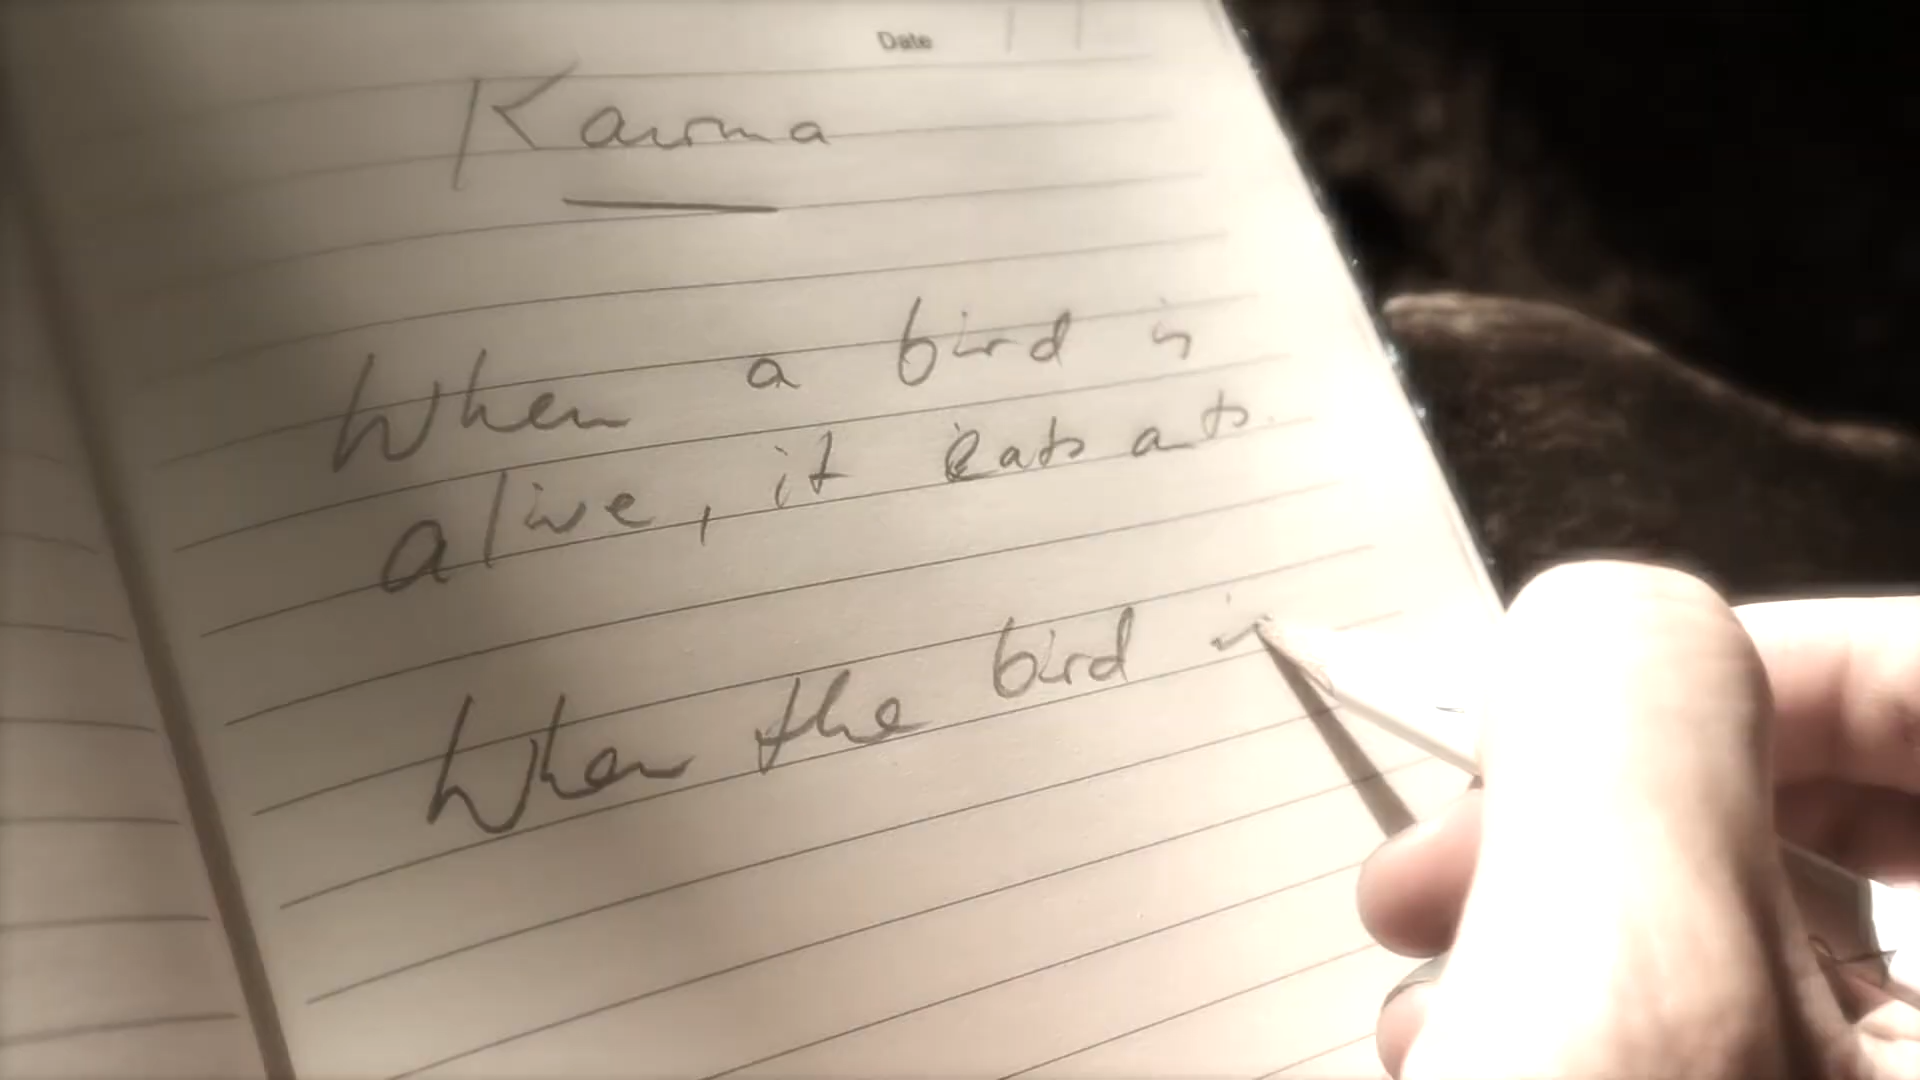 Date
Karma
When a bird is
alive, it eats ants.
When the bird is